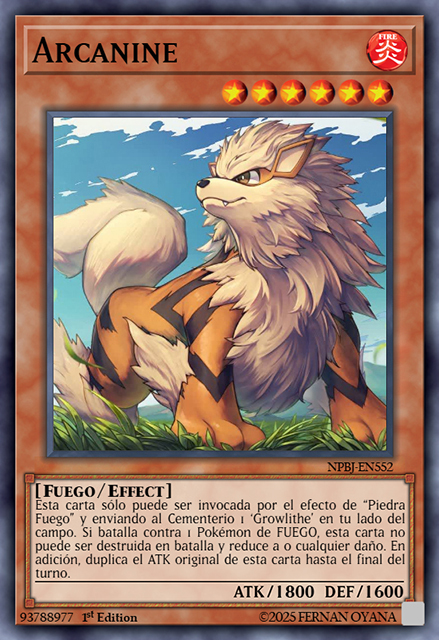 ARCANINE
FIRE
炎
NPBJ-EN552
[FUEGO/EFFECT]
Esta carta sólo puede ser invocada por el efecto de “Piedra
Fuego” y enviando al Cementerio 1 ‘Growlithe’ en tu lado del
campo. Si batalla contra 1 Pokémon de FUEGO, esta carta no
puede ser destruida en batalla y reduce a 0 cualquier daño. En
adición, duplica el ATK original de esta carta hasta el final del
turno.
ATK/1800 DEF/1600
93788977 1st Edition ©2025 FERNAN OYANA